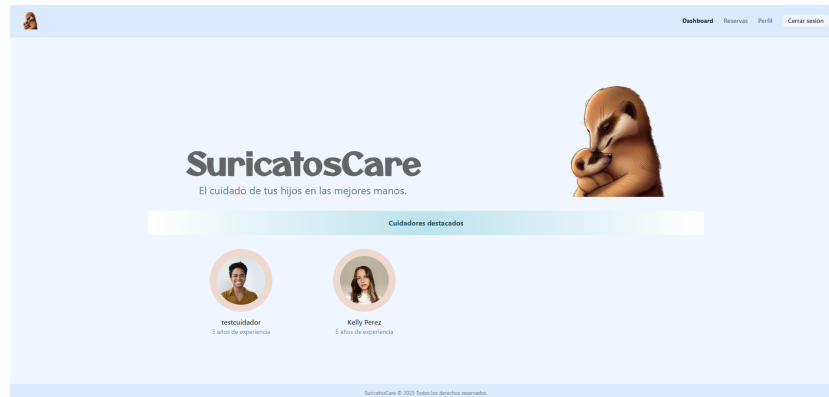 Dashboard Reservas Perfil Cerrar sesión
SuricatosCare
El cuidado de tus hijos en las mejores manos.
Cuidadores destacados
testcuidador Kelly Perez
5 años de experiencia 5 años de experiencia
SuricatosCare © 2025 Todos los derechos reservados.